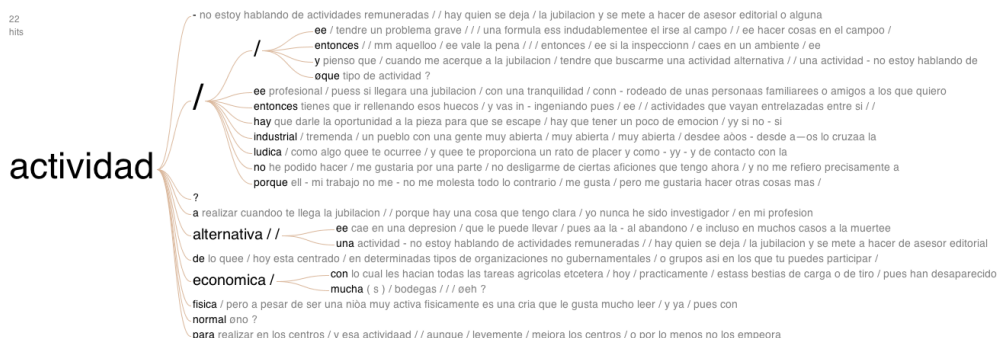 22
hits
- no estoy hablando de actividades remuneradas / / hay quien se deja / la jubilacion y se mete a hacer de asesor editorial o alguna
ee / tendre un problema grave / / / una formula ess indudablementee el irse al campo / / ee hacer cosas en el campoo /
/
entonces / / mm aquelloo / ee vale la pena / / / entonces / ee si la inspeccionn / caes en un ambiente / ee
y pienso que / cuando me acerque a la jubilacion / tendre que buscarme una actividad alternativa / / una actividad - no estoy hablando de
øque tipo de actividad ?
/
ee profesional / puess si llegara una jubilacion / con una tranquilidad / conn - rodeado de unas personaas familiarees o amigos a los que quiero
entonces tienes que ir rellenando esos huecos / y vas in - ingeniando pues / ee / / actividades que vayan entrelazadas entre si / /
hay que darle la oportunidad a la pieza para que se escape / hay que tener un poco de emocion / yy si no - si
industrial / tremenda / un pueblo con una gente muy abierta / muy abierta / muy abierta / desdee aòos - desde a—os lo cruzaa la
ludica / como algo quee te ocurree / y quee te proporciona un rato de placer y como - yy - y de contacto con la
actividad
no he podido hacer / me gustaria por una parte / no desligarme de ciertas aficiones que tengo ahora / y no me refiero precisamente a
porque ell - mi trabajo no me - no me molesta todo lo contrario / me gusta / pero me gustaria hacer otras cosas mas /
?
a realizar cuandoo te llega la jubilacion / / porque hay una cosa que tengo clara / yo nunca he sido investigador / en mi profesion
ee cae en una depresion / que le puede llevar / pues aa la - al abandono / e incluso en muchos casos a la muertee
alternativa / /
una actividad - no estoy hablando de actividades remuneradas / / hay quien se deja / la jubilacion y se mete a hacer de asesor editorial
de lo quee / hoy esta centrado / en determinadas tipos de organizaciones no gubernamentales / o grupos asi en los que tu puedes participar /
con lo cual les hacian todas las tareas agricolas etcetera / hoy / practicamente / estass bestias de carga o de tiro / pues han desaparecido
economica /
mucha ( s ) / bodegas / / / øeh ?
fisica / pero a pesar de ser una niòa muy activa fisicamente es una cria que le gusta mucho leer / y ya / pues con
normal øno ?
para realizar en los centros / y esa actividaad / / aunque / levemente / mejora los centros / o por lo menos no los empeora